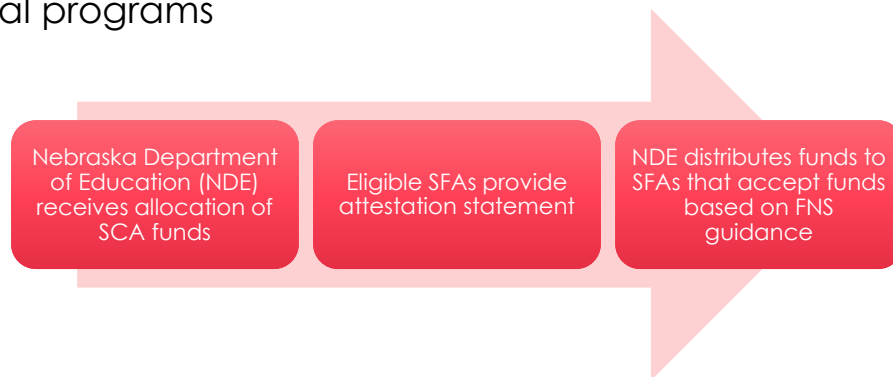 al programs
Nebraska Department
of Education (NDE)
receives allocation of
SCA funds
Eligible SFAs provide
attestation statement
NDE distributes funds to
SFAs that accept funds
based on FNS
guidance